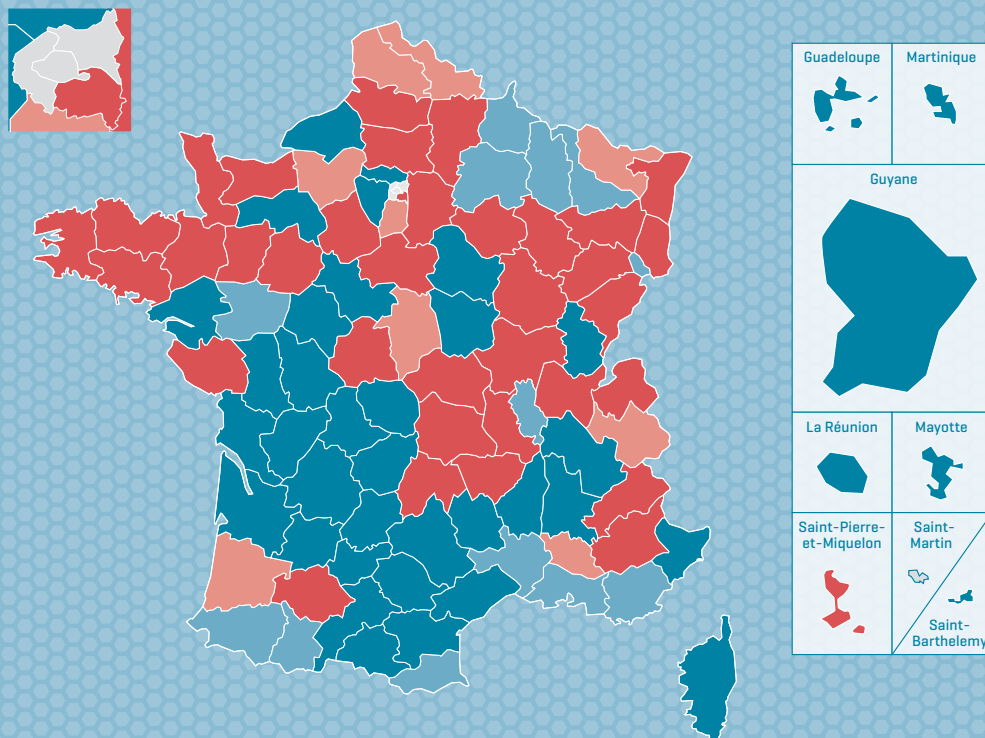 Guadeloupe
Martinique
Guyane
La Réunion
Mayotte
Saint-Pierre-
et-Miquelon
Saint-
Martin
Saint-
Barthelemy